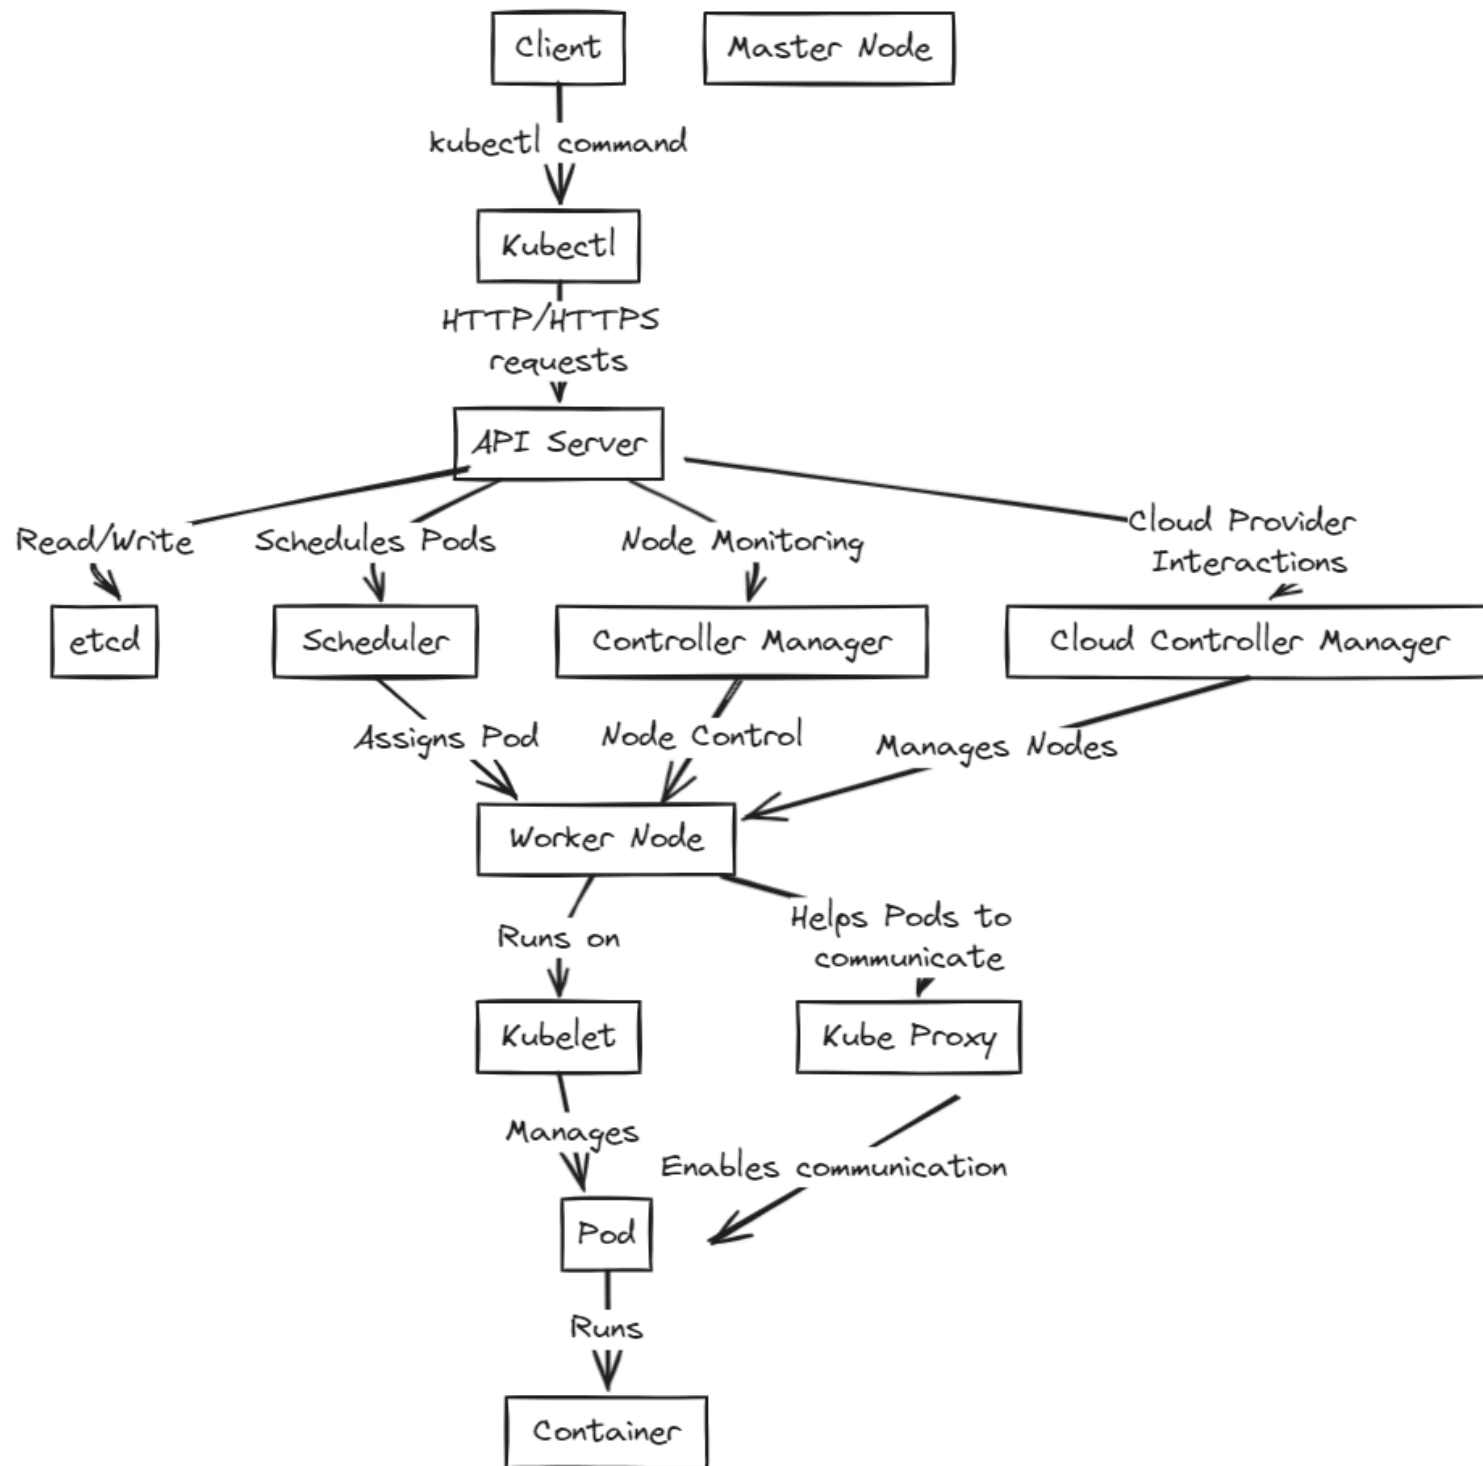 Client
Master Node
kubectl command
Kubectl
HTTP/HTTPS
requests
API Server
Read/Write
Schedules Pods
Node Monitoring
Cloud Provider
Interactions
etcd
Scheduler
Controller Manager
Cloud Controller Manager
Assigns Pod
Node Control
Manages Nodes
Worker Node
Runs on
Helps Pods to
communicate
Kubelet
Kube Proxy
Manages
Enables communication
Pod
Runs
Container